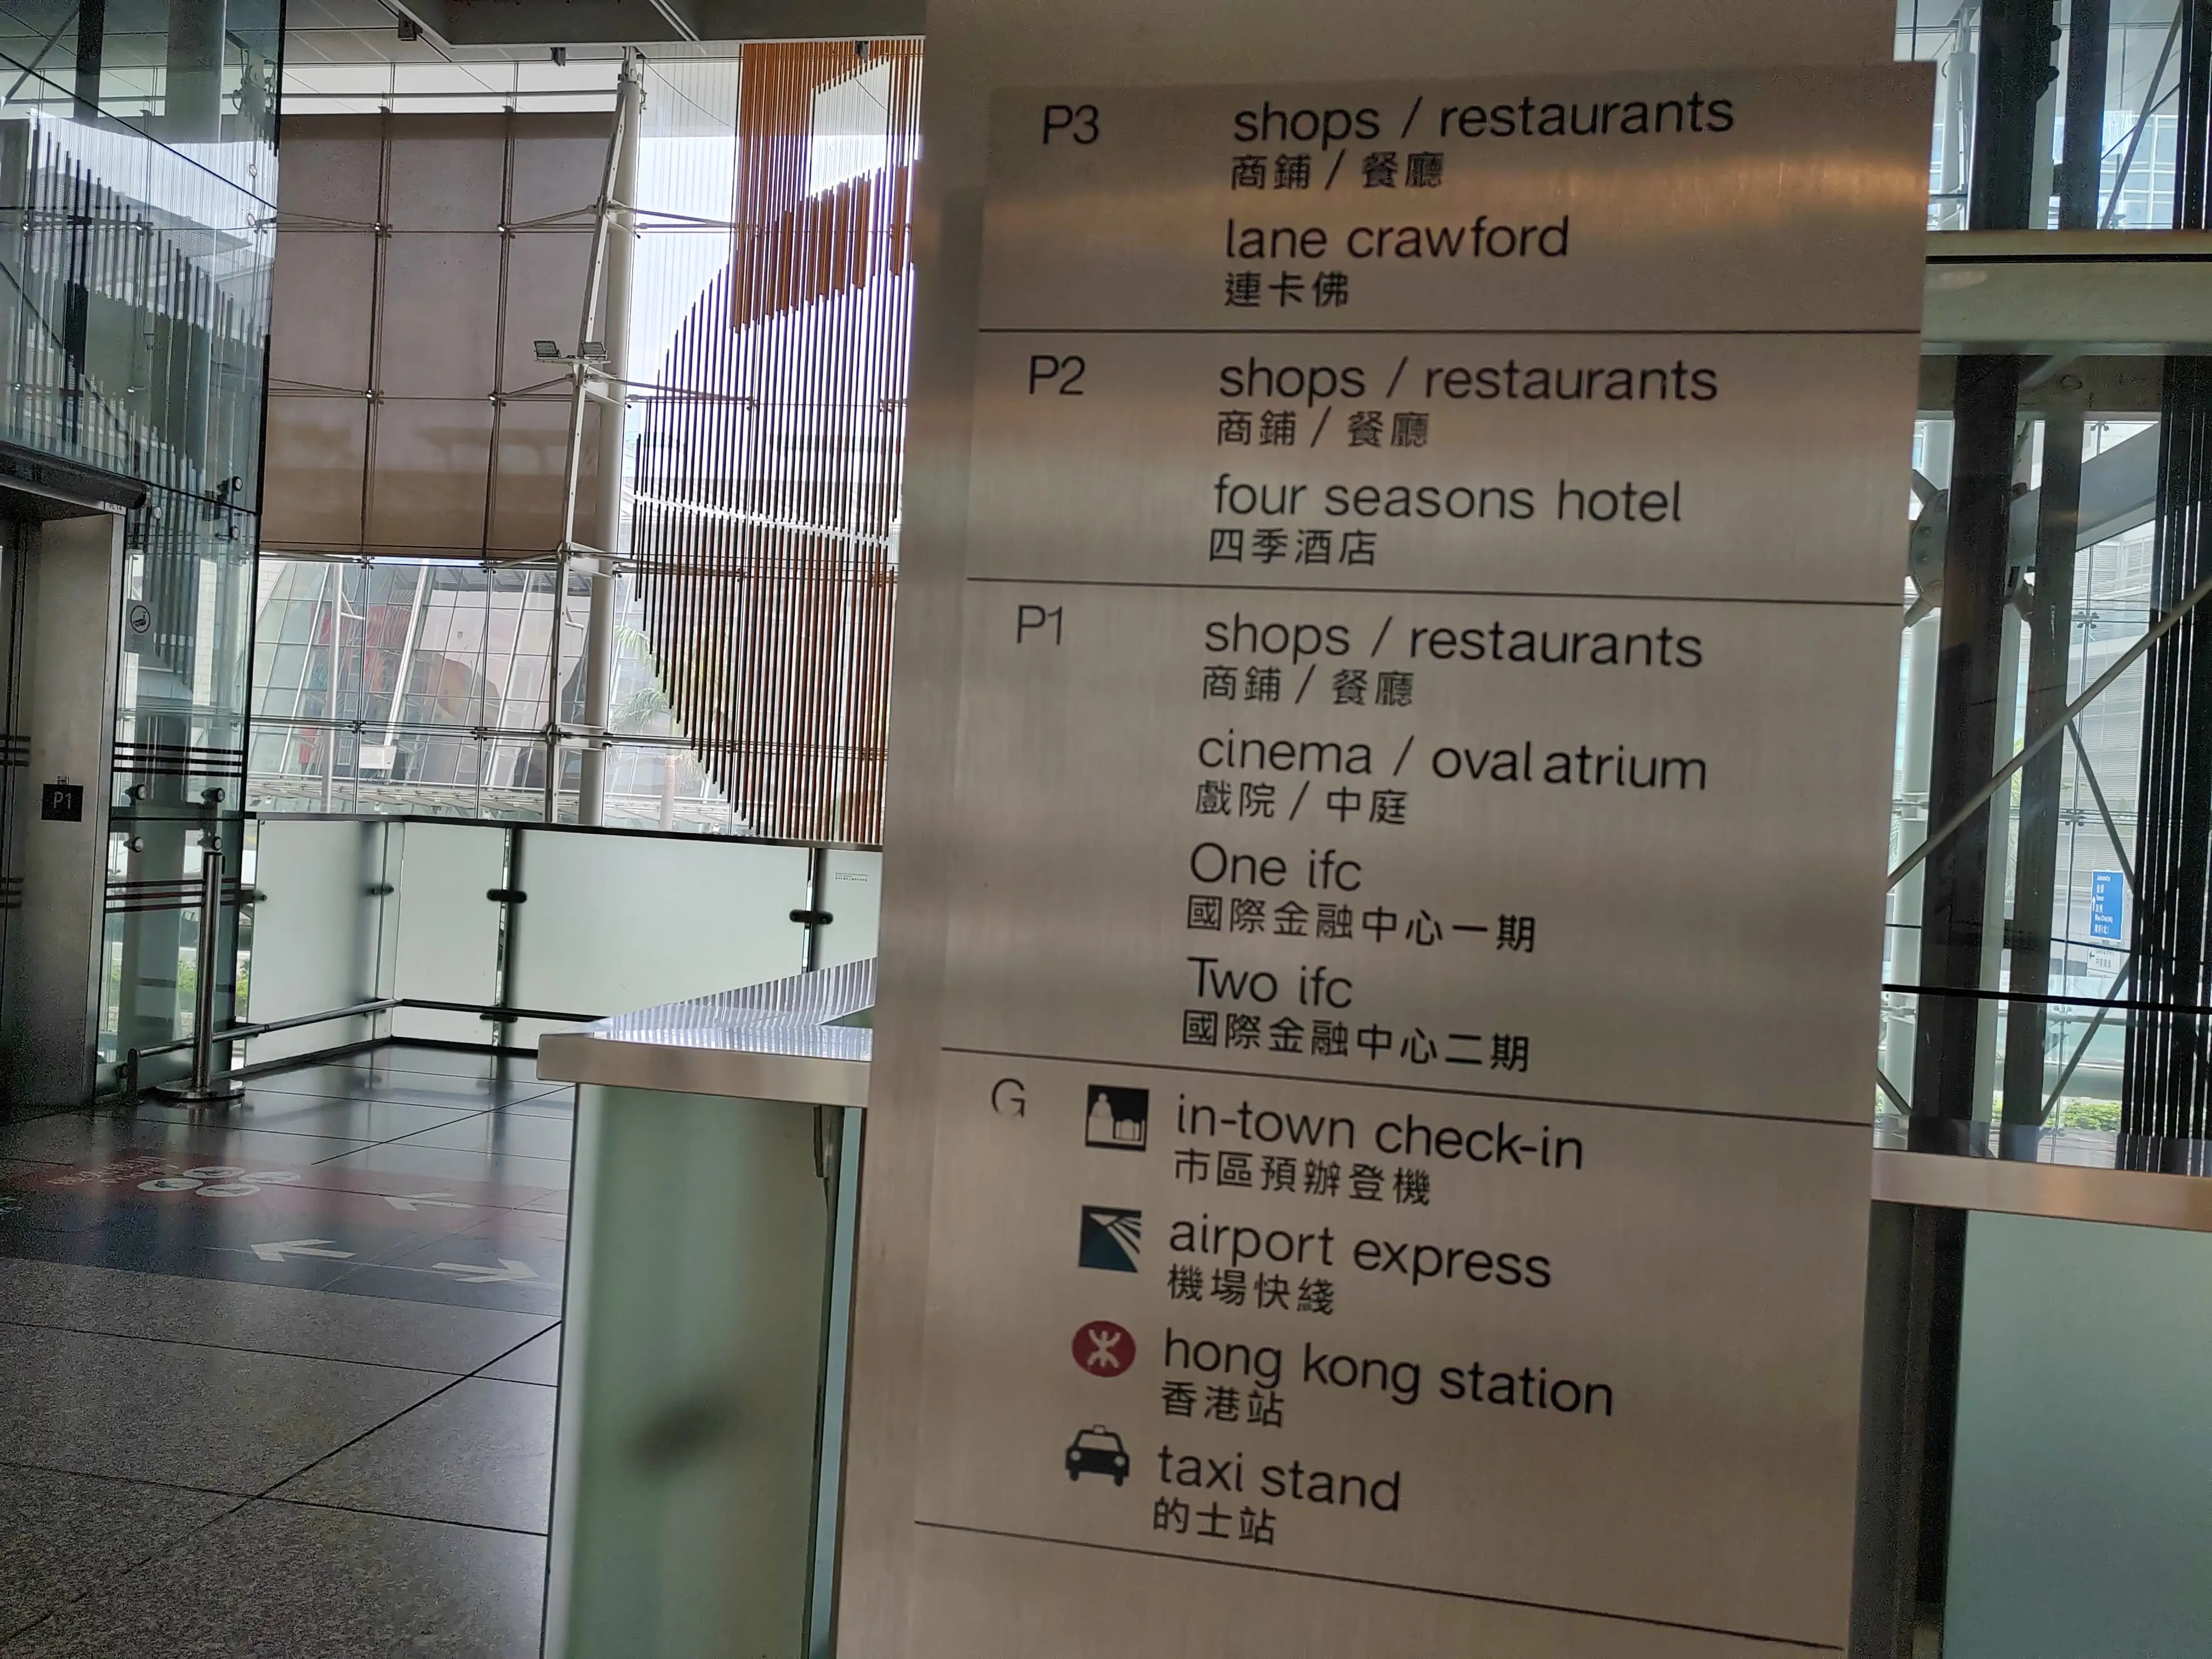 P3 shops / restaurants
商鋪 / 餐廳
lane crawford
連卡佛
P2 shops / restaurants
商鋪 / 餐廳
four seasons hotel
四季酒店
P1 shops / restaurants
商鋪 / 餐廳
cinema / oval atrium
戲院 / 中庭
One ifc
國際金融中心一期
Two ifc
國際金融中心二期
G in-town check-in
市區預辦登機
airport express
機場快綫
hong kong station
香港站
taxi stand
的士站
P1